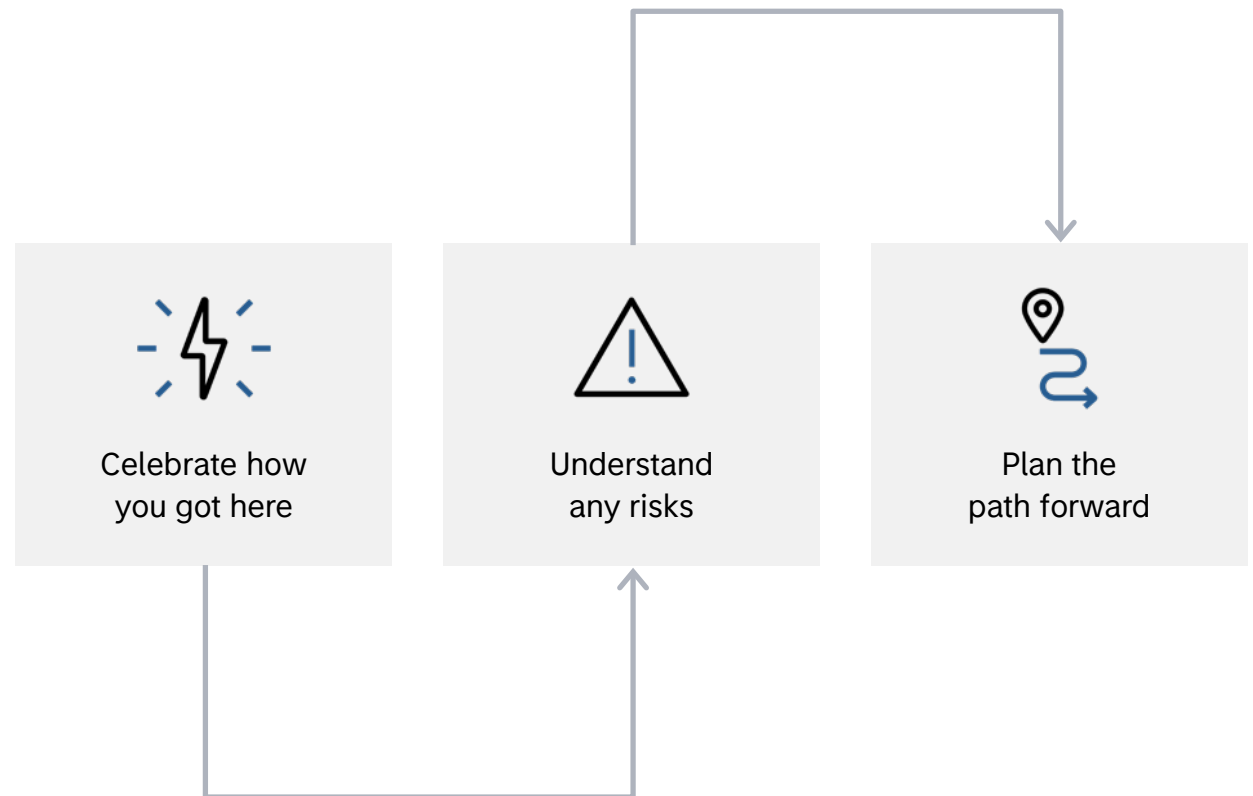 Celebrate how
you got here
Understand
any risks
Plan the
path forward